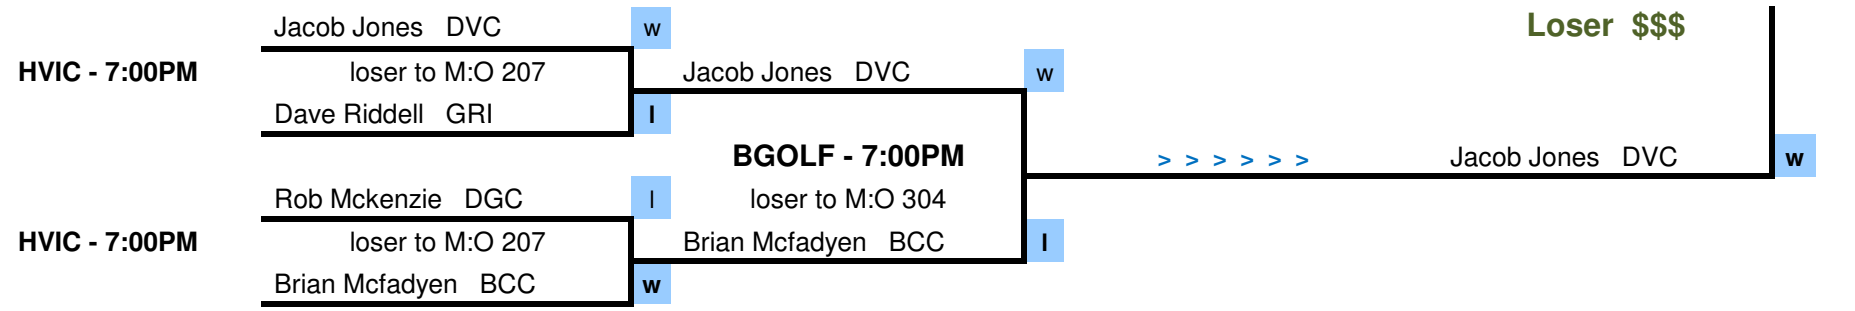 Jacob Jones DVC w Loser $$$
HVIC - 7:00PM loser to M:O 207 Jacob Jones DVC w
Dave Riddell GRI l
BGOLF - 7:00PM > > > > > > Jacob Jones DVC w
Rob Mckenzie DGC l loser to M:O 304
HVIC - 7:00PM loser to M:O 207 Brian Mcfadyen BCC l
Brian Mcfadyen BCC w